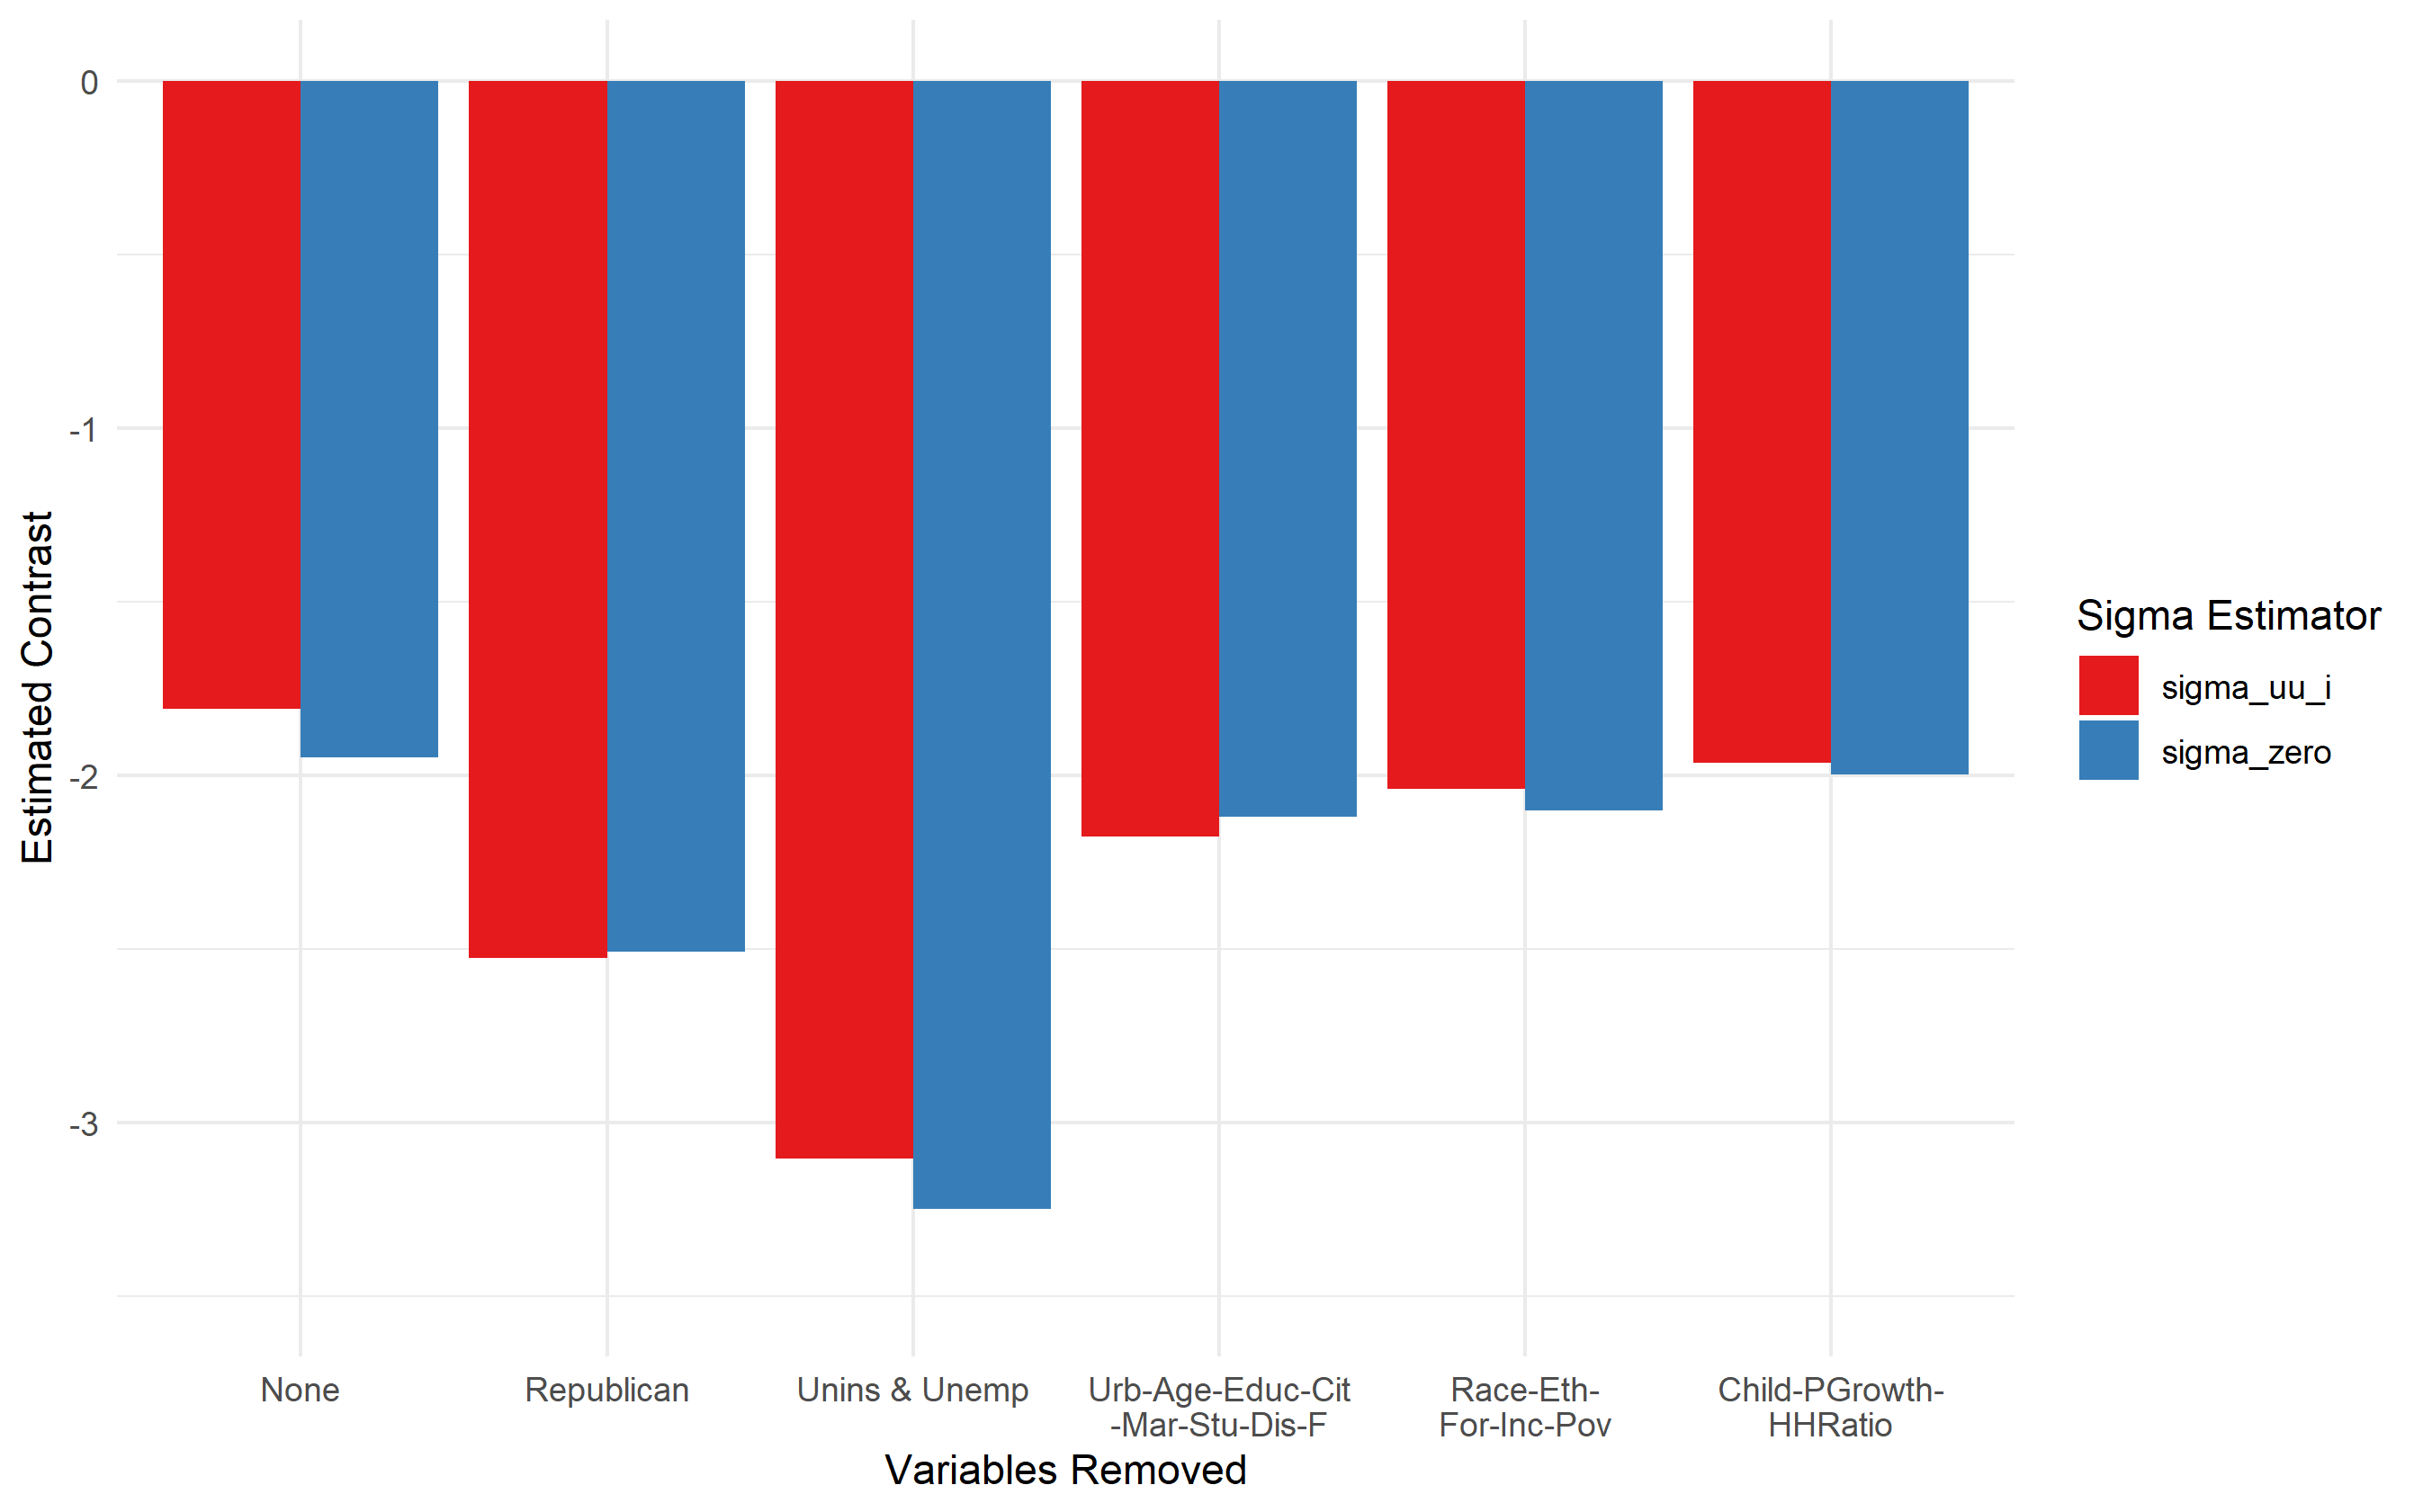 0
-1
-2
-3
Estimated Contrast
None
Republican
Unins & Unemp
Urb-Age-Educ-Cit
-Mar-Stu-Dis-F
Race-Eth-
For-Inc-Pov
Child-PGrowth-
HHRatio
Variables Removed
Sigma Estimator
sigma_uu_i
sigma_zero